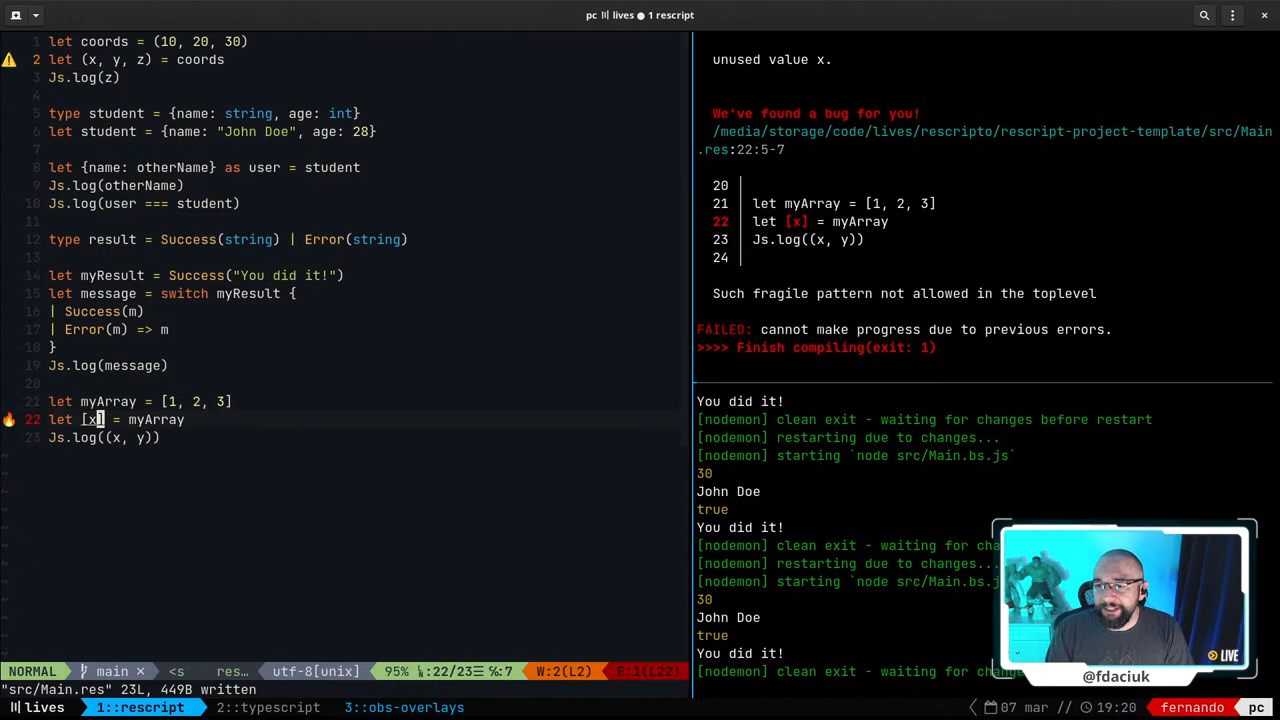 pc lives ● 1 rescript
1 let coords = (10, 20, 30)
2 let (x, y, z) = coords
3 Js.log(z)
4
5 type student = {name: string, age: int}
6 let student = {name: "John Doe", age: 28}
7
8 let {name: otherName} as user = student
9 Js.log(otherName)
10 Js.log(user === student)
11
12 type result = Success(string) | Error(string)
13
14 let myResult = Success("You did it!")
15 let message = switch myResult {
16 | Success(m)
17 | Error(m) => m
18 }
19 Js.log(message)
20
21 let myArray = [1, 2, 3]
22 let [x] = myArray
23 Js.log((x, y))
NORMAL main × <s res… utf-8[unix] 95% ㏑:22/23☰ ℅:7 W:2(L2) E:1(L22)
"src/Main.res" 23L, 449B written
unused value x.
We've found a bug for you!
/media/storage/code/lives/rescripto/rescript-project-template/src/Main
.res:22:5-7
20
21 let myArray = [1, 2, 3]
22 let [x] = myArray
23 Js.log((x, y))
24
Such fragile pattern not allowed in the toplevel
FAILED: cannot make progress due to previous errors.
>>>> Finish compiling(exit: 1)
You did it!
[nodemon] clean exit - waiting for changes before restart
[nodemon] restarting due to changes...
[nodemon] starting `node src/Main.bs.js`
30
John Doe
true
You did it!
[nodemon] clean exit - waiting for cha
[nodemon] restarting due to changes...
[nodemon] starting `node src/Main.bs.j
30
John Doe
true
You did it!
[nodemon] clean exit - waiting for chang
LIVE
@fdaciuk
lives 1::rescript 2::typescript 3::obs-overlays 07 mar 19:20 fernando pc